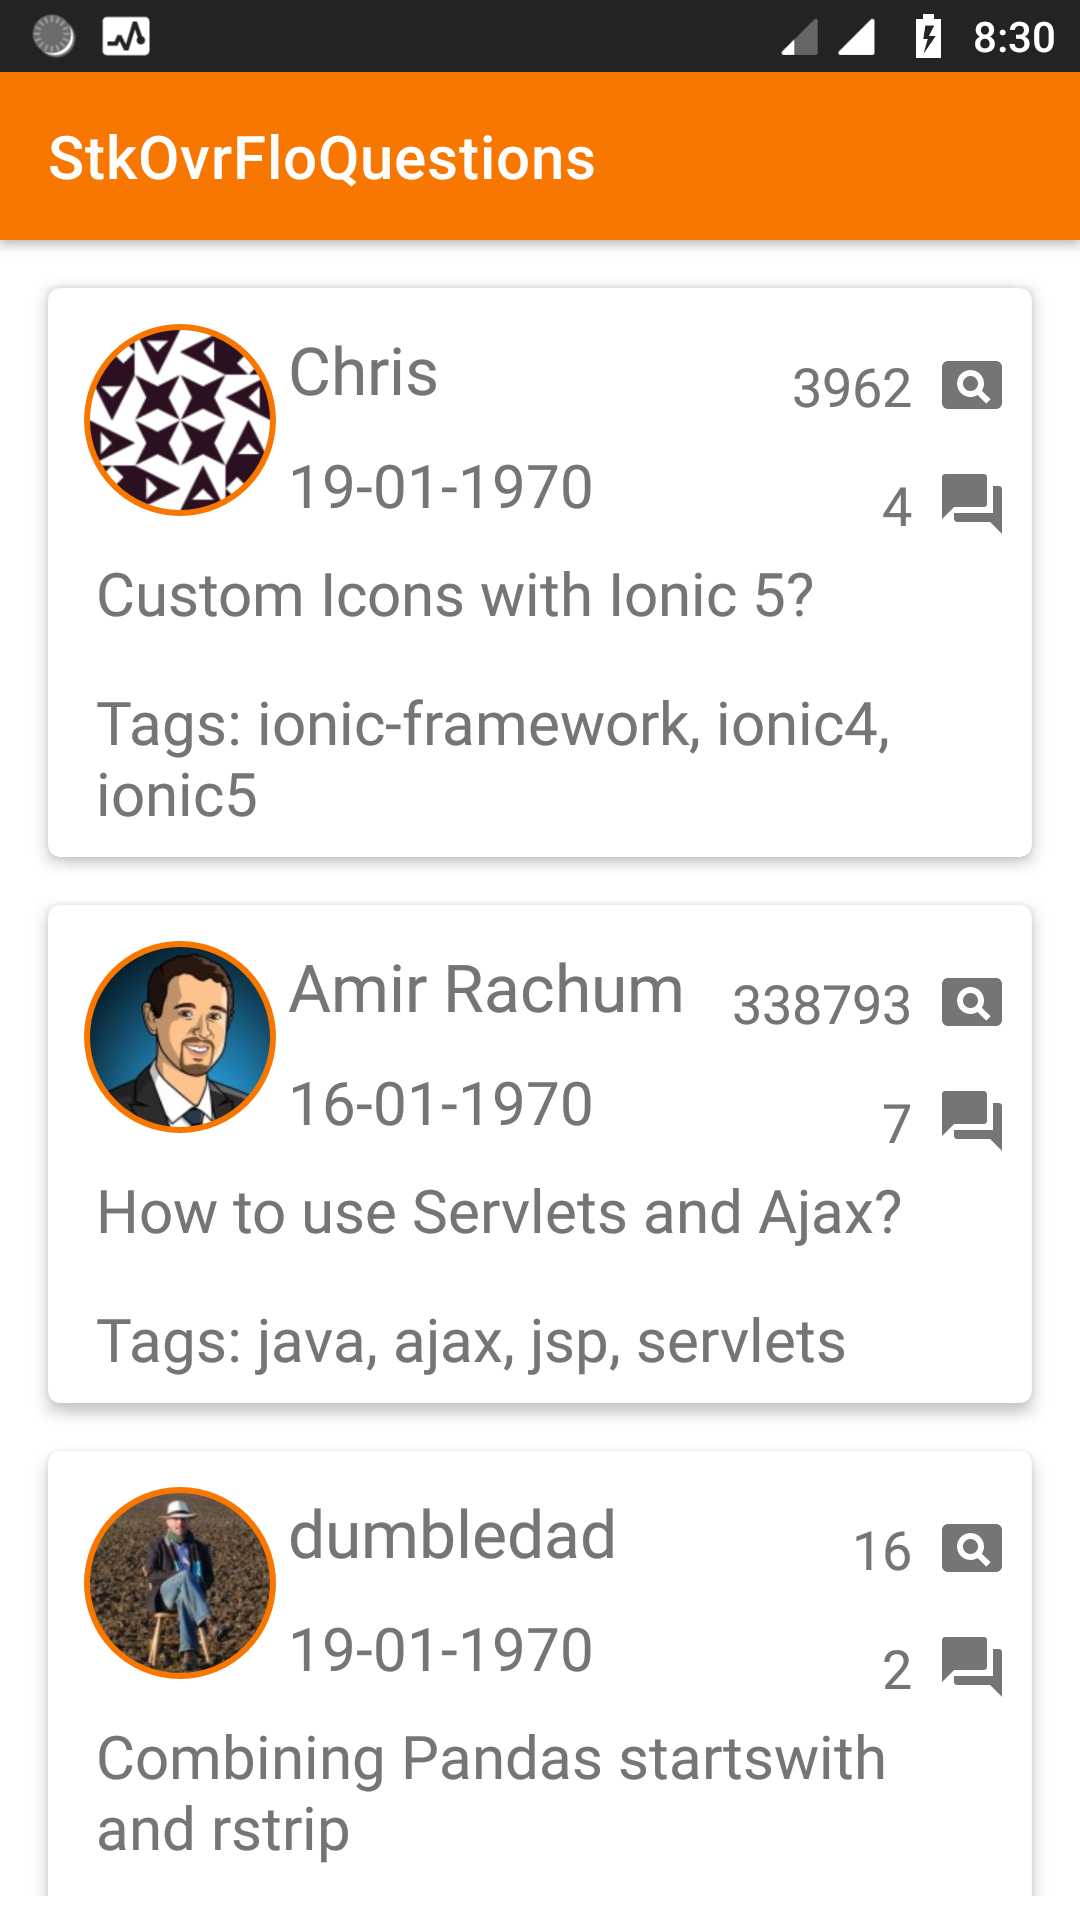 8:30
StkOvrFloQuestions
Chris
3962
19-01-1970
4
Custom Icons with Ionic 5?
Tags: ionic-framework, ionic4,
ionic5
Amir Rachum
338793
16-01-1970
7
How to use Servlets and Ajax?
Tags: java, ajax, jsp, servlets
dumbledad
16
19-01-1970
2
Combining Pandas startswith
and rstrip